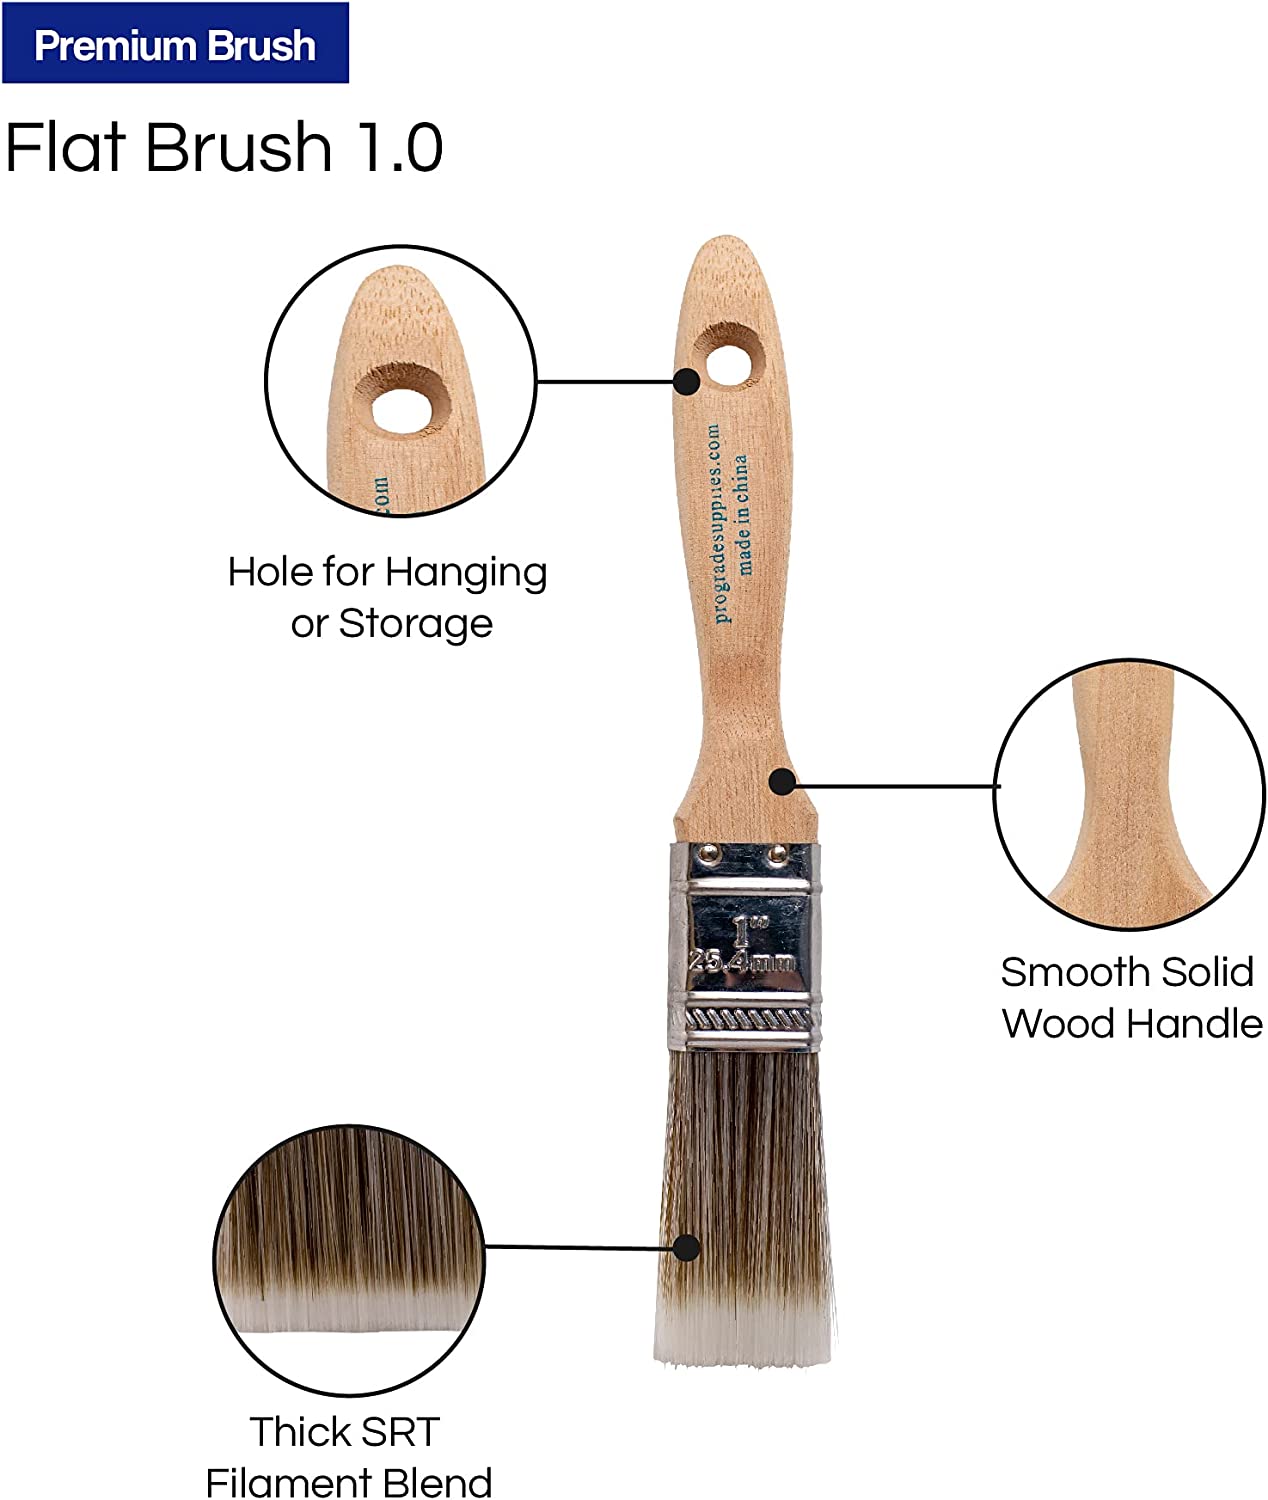 Premium Brush
Flat Brush 1.0
com
progradesupplies.com
made in china
Hole for Hanging
or Storage
1"
25.4mm
Smooth Solid
Wood Handle
Thick SRT
Filament Blend